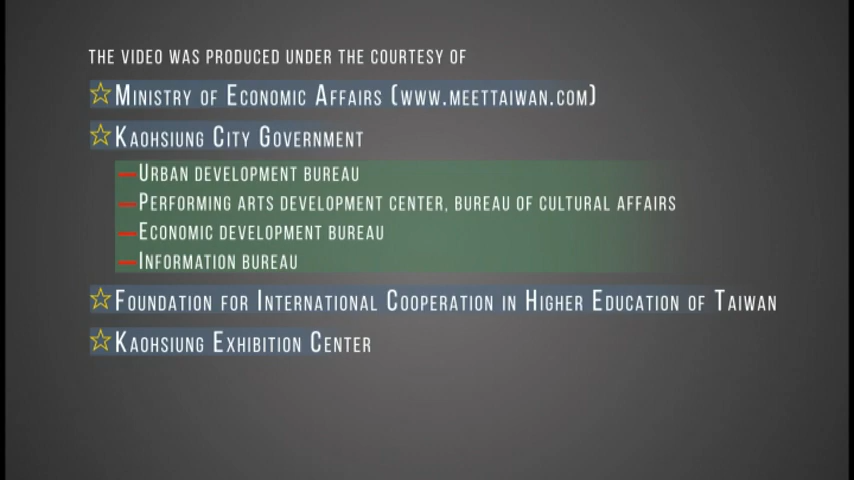 THE VIDEO WAS PRODUCED UNDER THE COURTESY OF
MINISTRY OF ECONOMIC AFFAIRS (WWW.MEETTAIWAN.COM)
KAOHSIUNG CITY GOVERNMENT
URBAN DEVELOPMENT BUREAU
PERFORMING ARTS DEVELOPMENT CENTER, BUREAU OF CULTURAL AFFAIRS
ECONOMIC DEVELOPMENT BUREAU
INFORMATION BUREAU
FOUNDATION FOR INTERNATIONAL COOPERATION IN HIGHER EDUCATION OF TAIWAN
KAOHSIUNG EXHIBITION CENTER